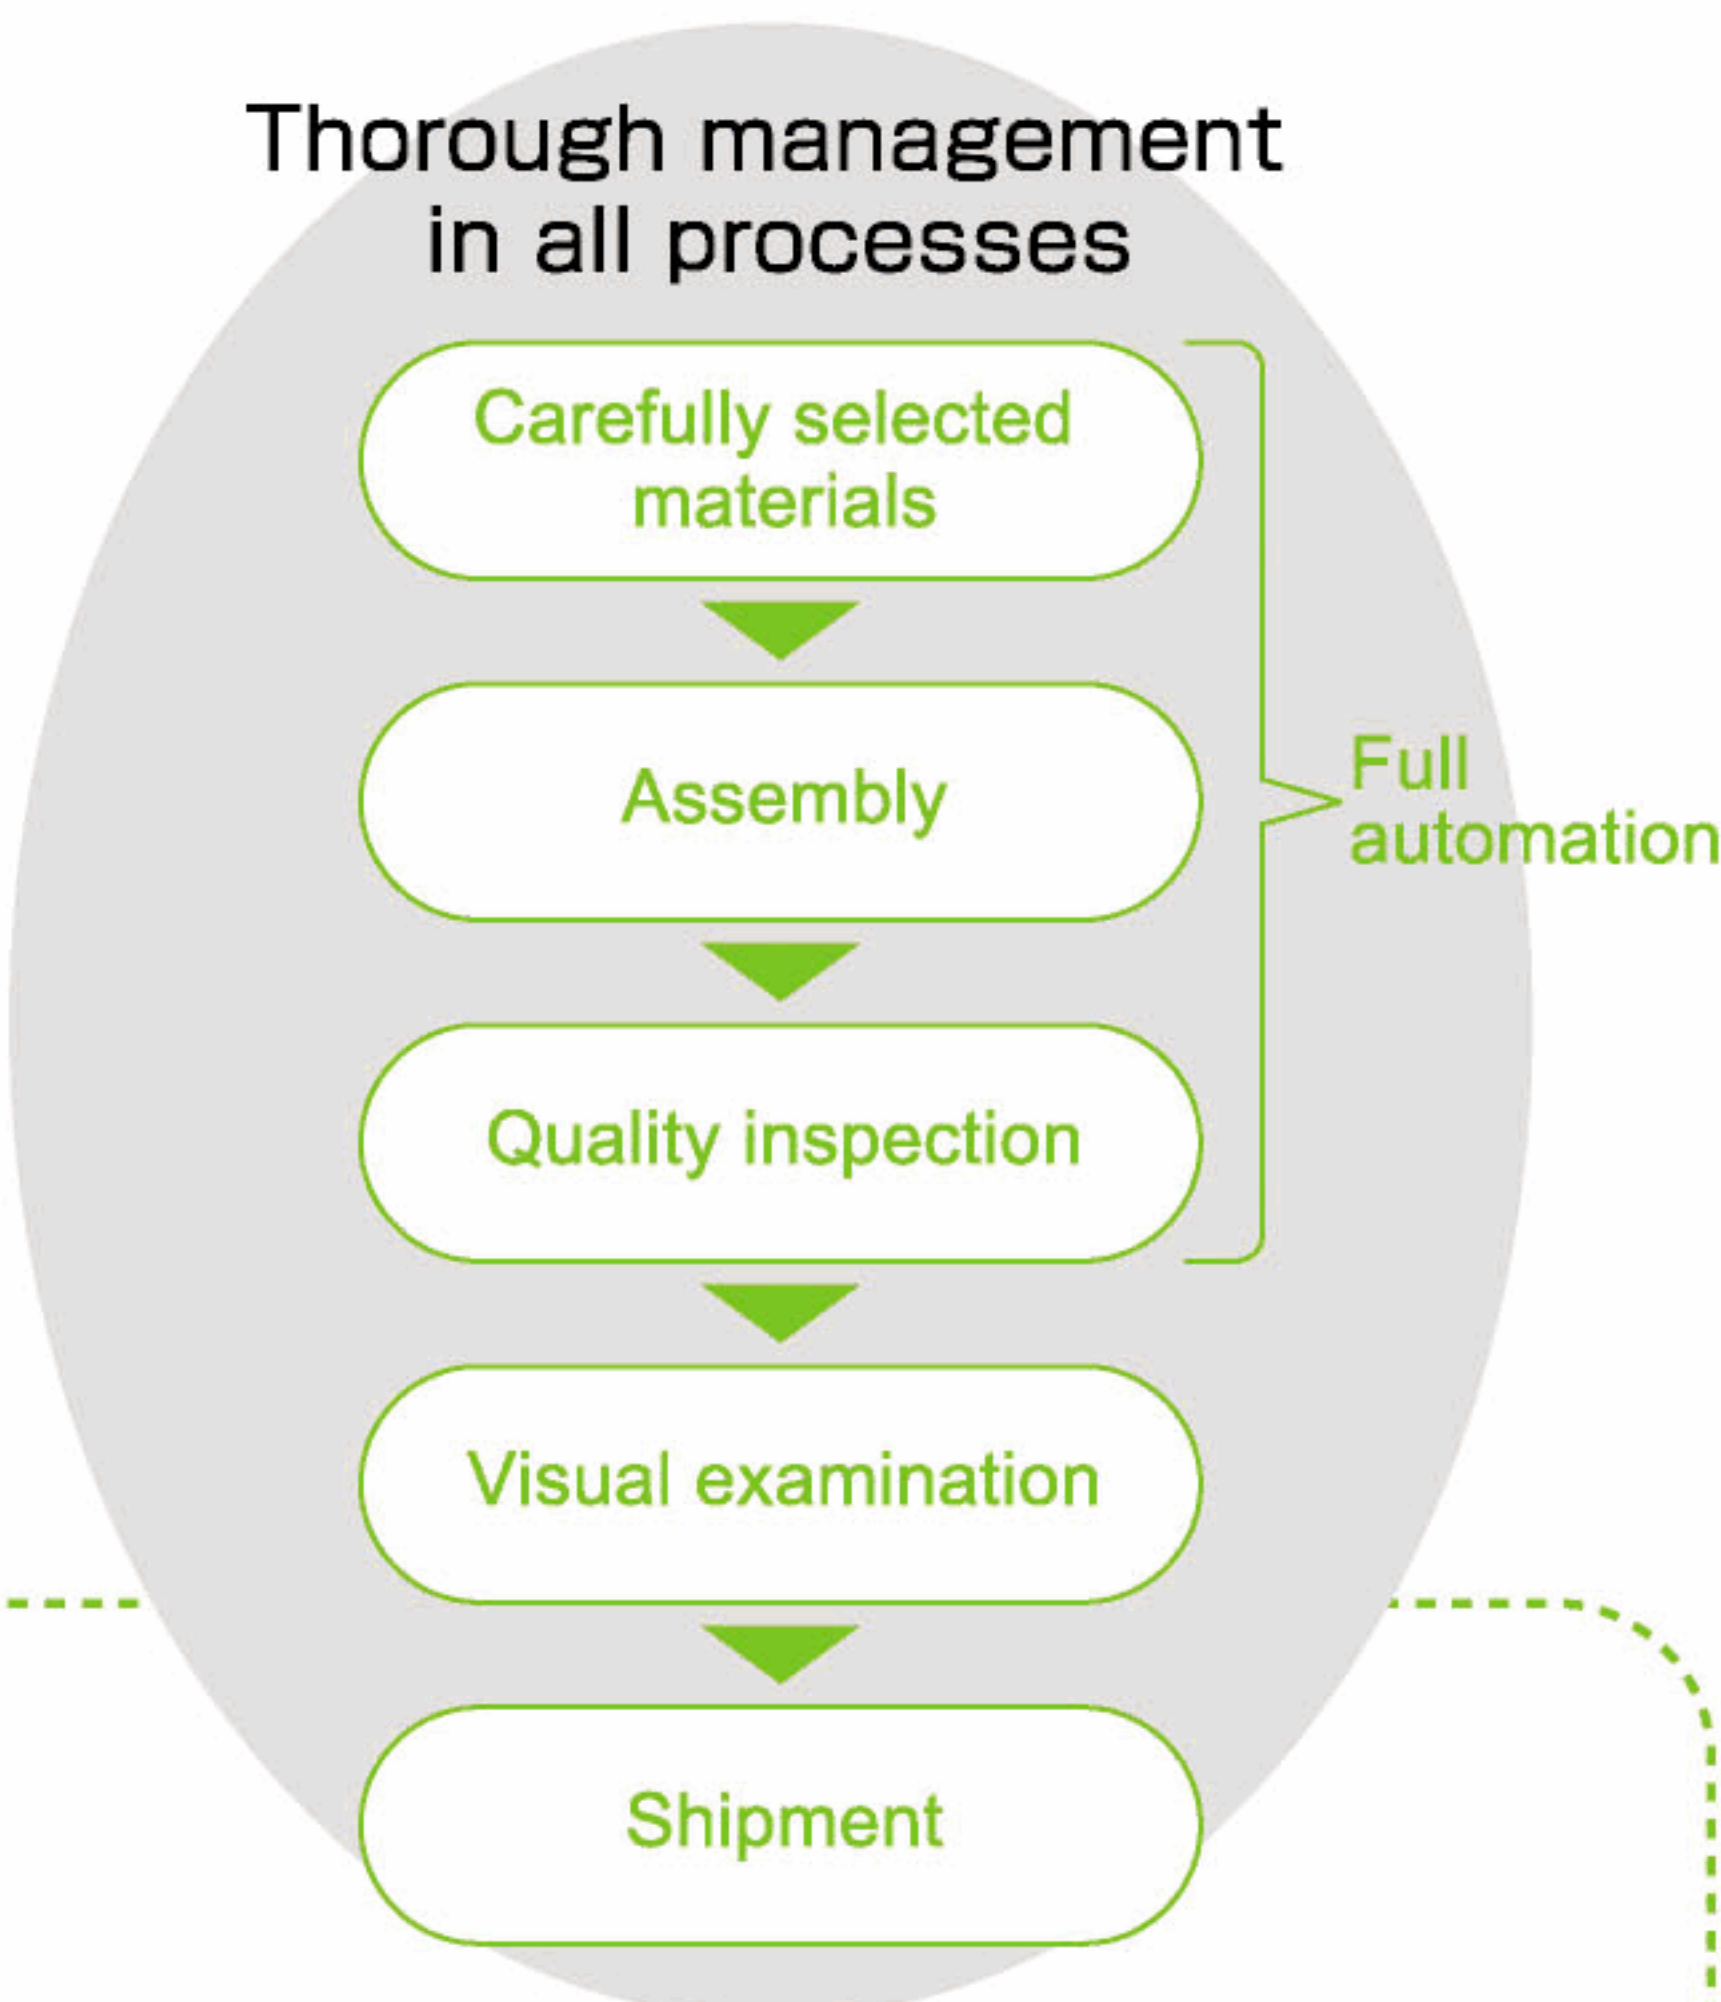 Thorough management
in all processes
Carefully selected
materials
Assembly
Full
automation
Quality inspection
Visual examination
Shipment